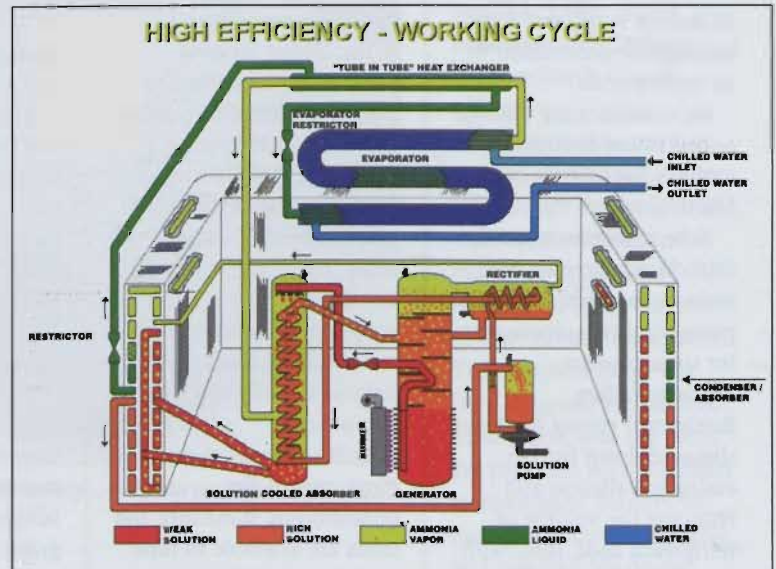 HIGH EFFICIENCY - WORKING CYCLE
"TUBE IN TUBE" HEAT EXCHANGER
EVAPORATOR
RESTRICTOR
EVAPORATOR
CHILLED WATER
INLET
CHILLED WATER
OUTLET
RECTIFIER
RESTRICTOR
CONDENSER /
ABSORBER
BURNER
SOLUTION
PUMP
SOLUTION COOLED ABSORBER
GENERATOR
WEAK
SOLUTION
RICH
SOLUTION
AMMONIA
VAPOR
AMMONIA
LIQUID
CHILLED
WATER